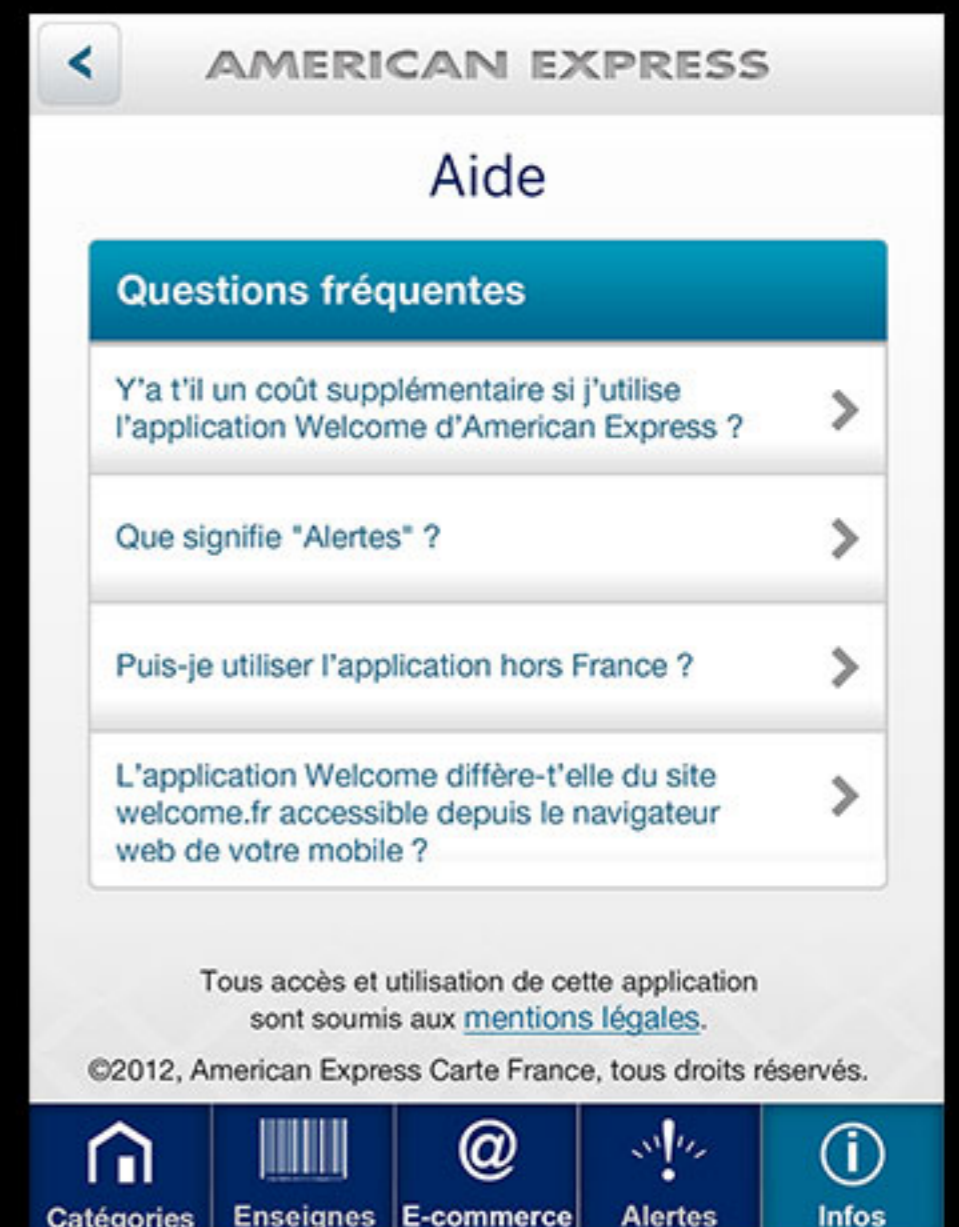 AMERICAN EXPRESS
Aide
Questions fréquentes
Y'a t'il un coût supplémentaire si j'utilise
l'application Welcome d'American Express ?
Que signifie "Alertes" ?
Puis-je utiliser l'application hors France ?
L'application Welcome diffère-t'elle du site
welcome.fr accessible depuis le navigateur
web de votre mobile ?
Tous accès et utilisation de cette application
sont soumis aux mentions légales.
©2012, American Express Carte France, tous droits réservés.
Catégories Enseignes E-commerce Alertes Infos